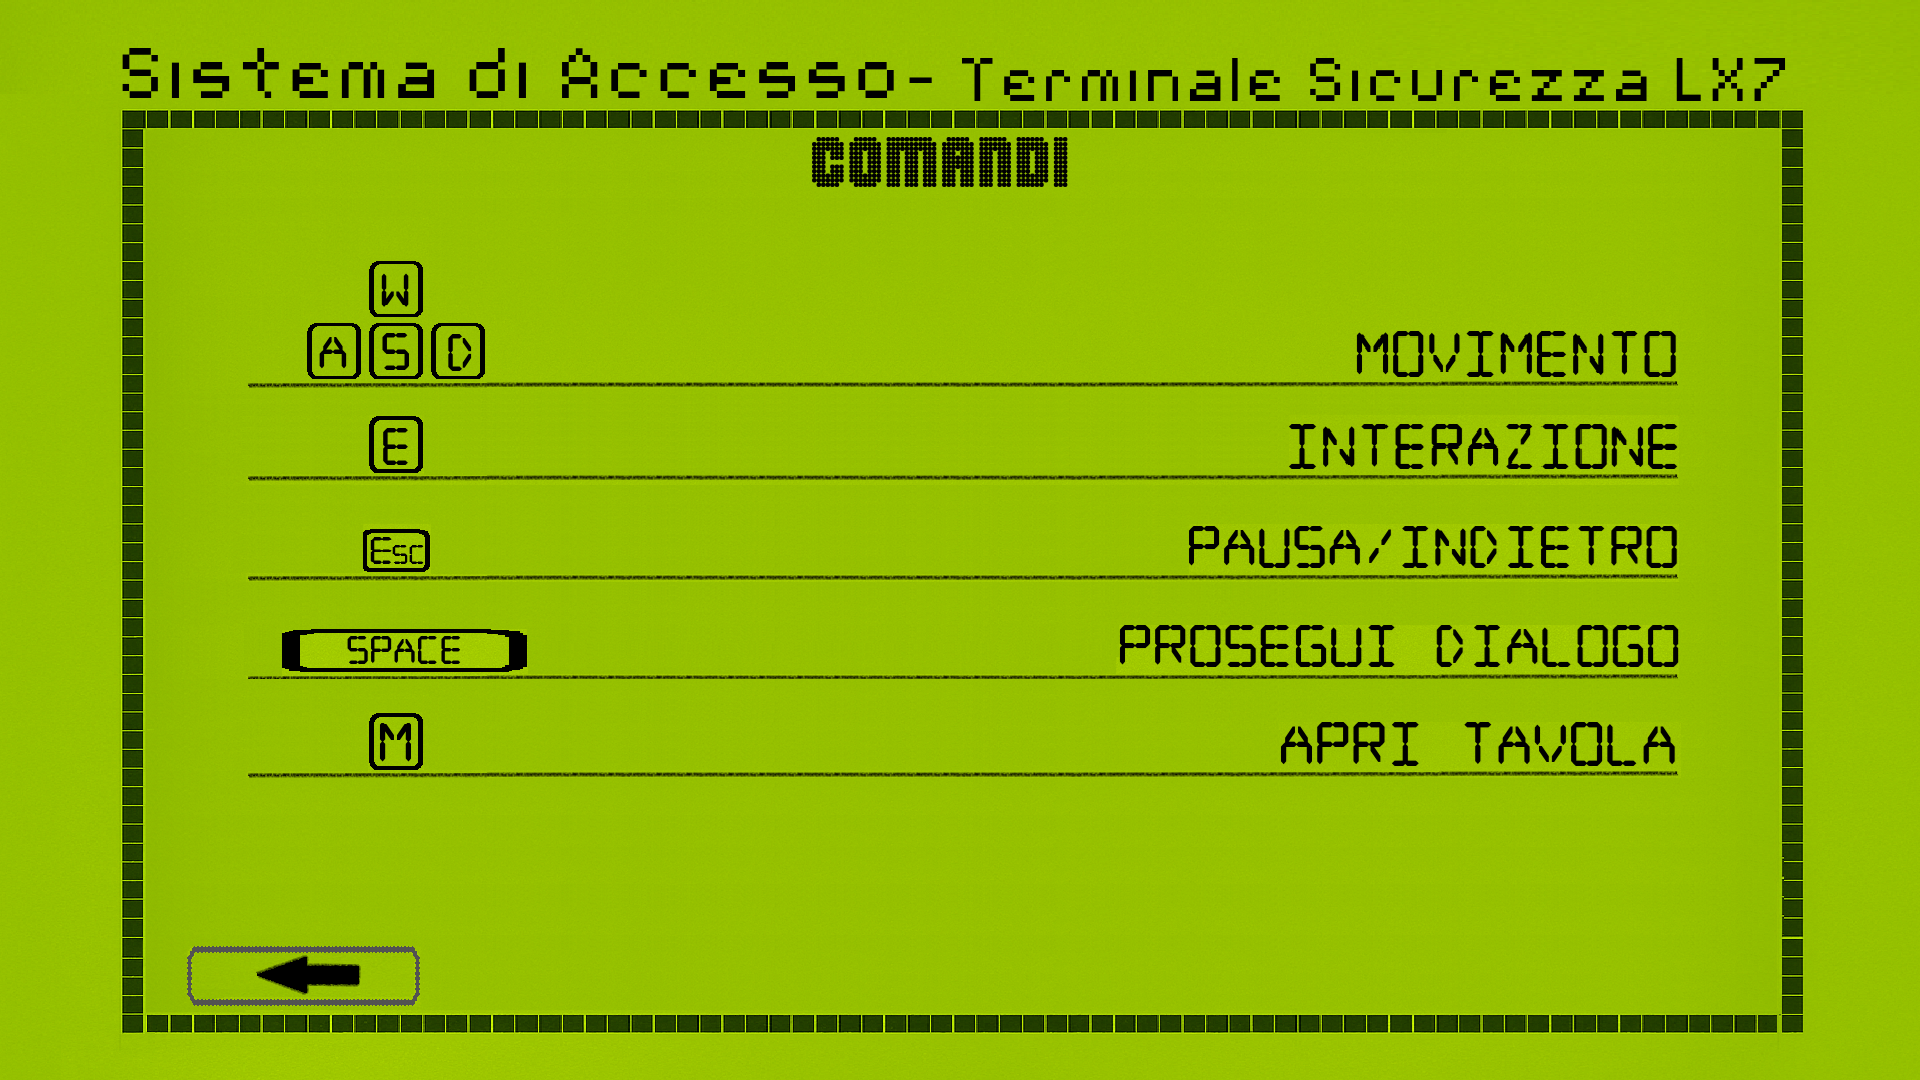 Sistema di Accesso- Terminale Sicurezza LX7
COMANDI
W
A S D MOVIMENTO
E INTERAZIONE
Esc PAUSA/INDIETRO
SPACE PROSEGUI DIALOGO
M APRI TAVOLA